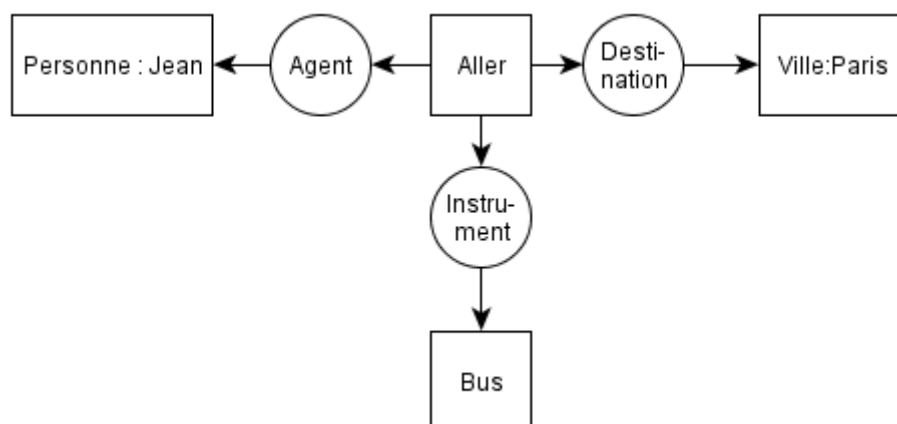 Personne : Jean
Agent
Aller
Desti-
nation
Ville:Paris
Instru-
ment
Bus